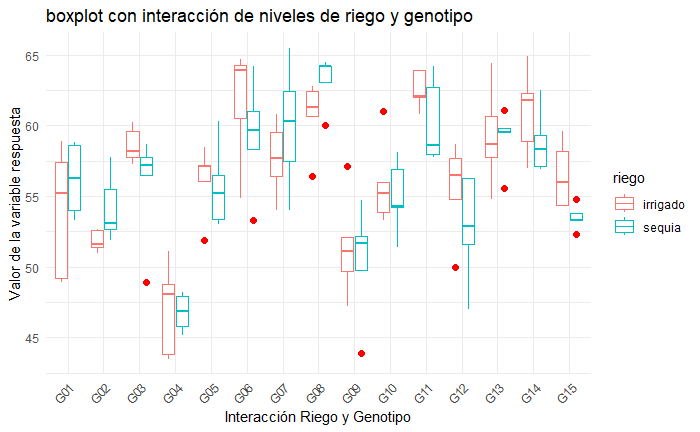 boxplot con interacción de niveles de riego y genotipo
65
60
55
50
45
Valor de la variable respuesta
G01 G02 G03 G04 G05 G06 G07 G08 G09 G10 G11 G12 G13 G14 G15
Interacción Riego y Genotipo
riego
irrigado
sequia